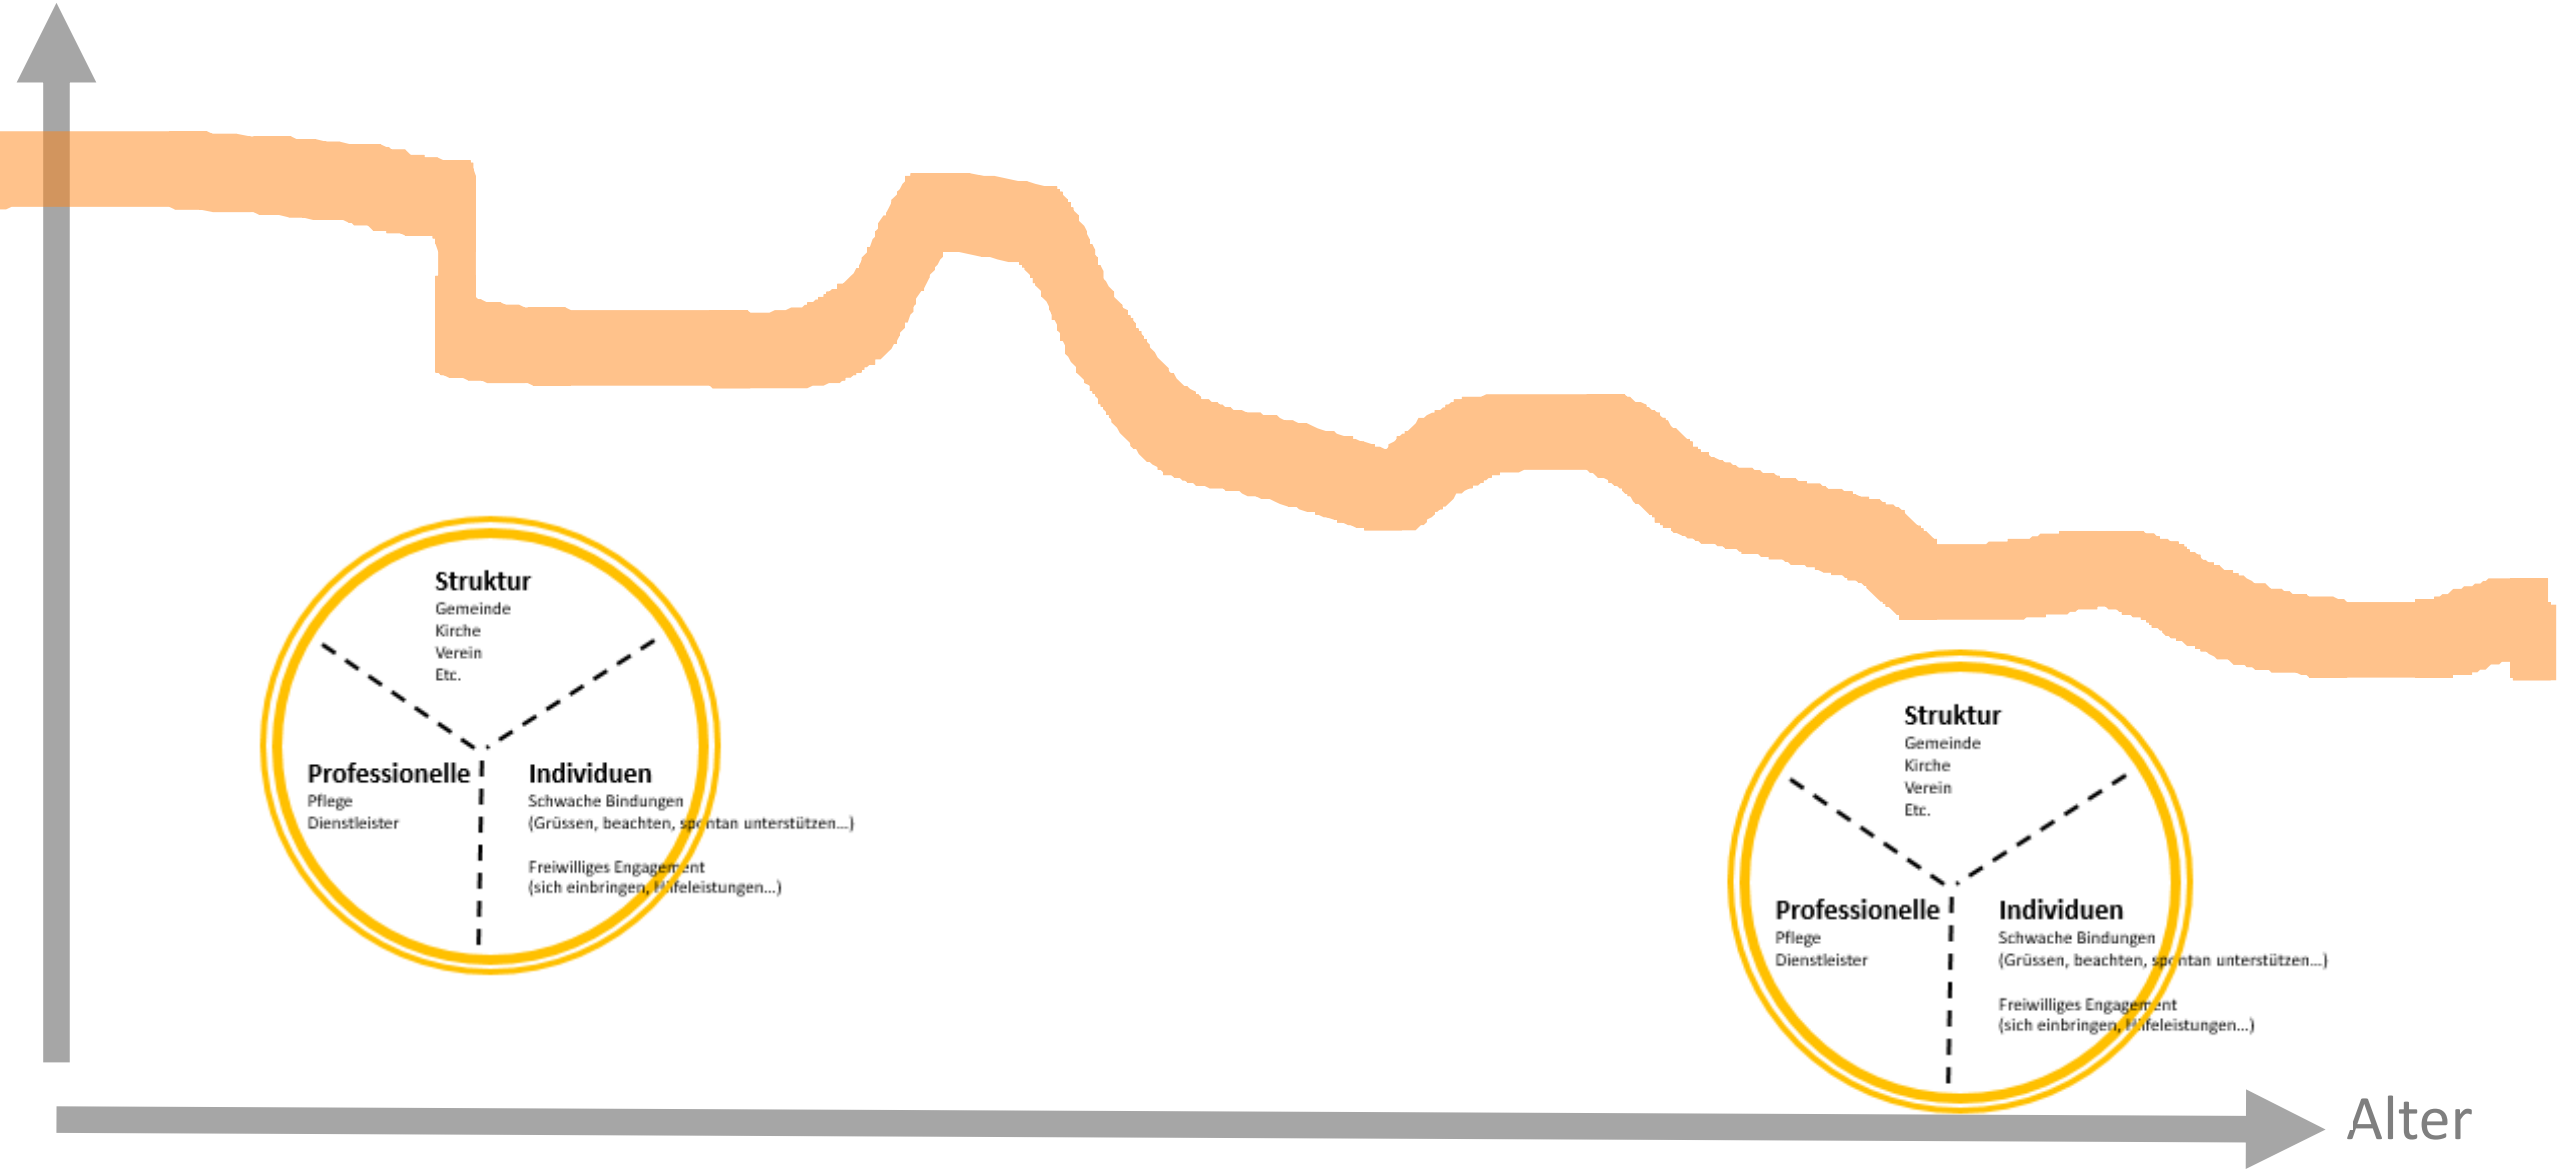 Struktur
Gemeinde
Kirche
Verein
Etc.
Professionelle
Pflege
Dienstleister
Individuen
Schwache Bindungen
(Grüssen, beachten, spontan unterstützen...)
Freiwilliges Engagement
(sich einbringen, Hilfeleistungen...)
Struktur
Gemeinde
Kirche
Verein
Etc.
Professionelle
Pflege
Dienstleister
Individuen
Schwache Bindungen
(Grüssen, beachten, spontan unterstützen...)
Freiwilliges Engagement
(sich einbringen, Hilfeleistungen...)
Alter